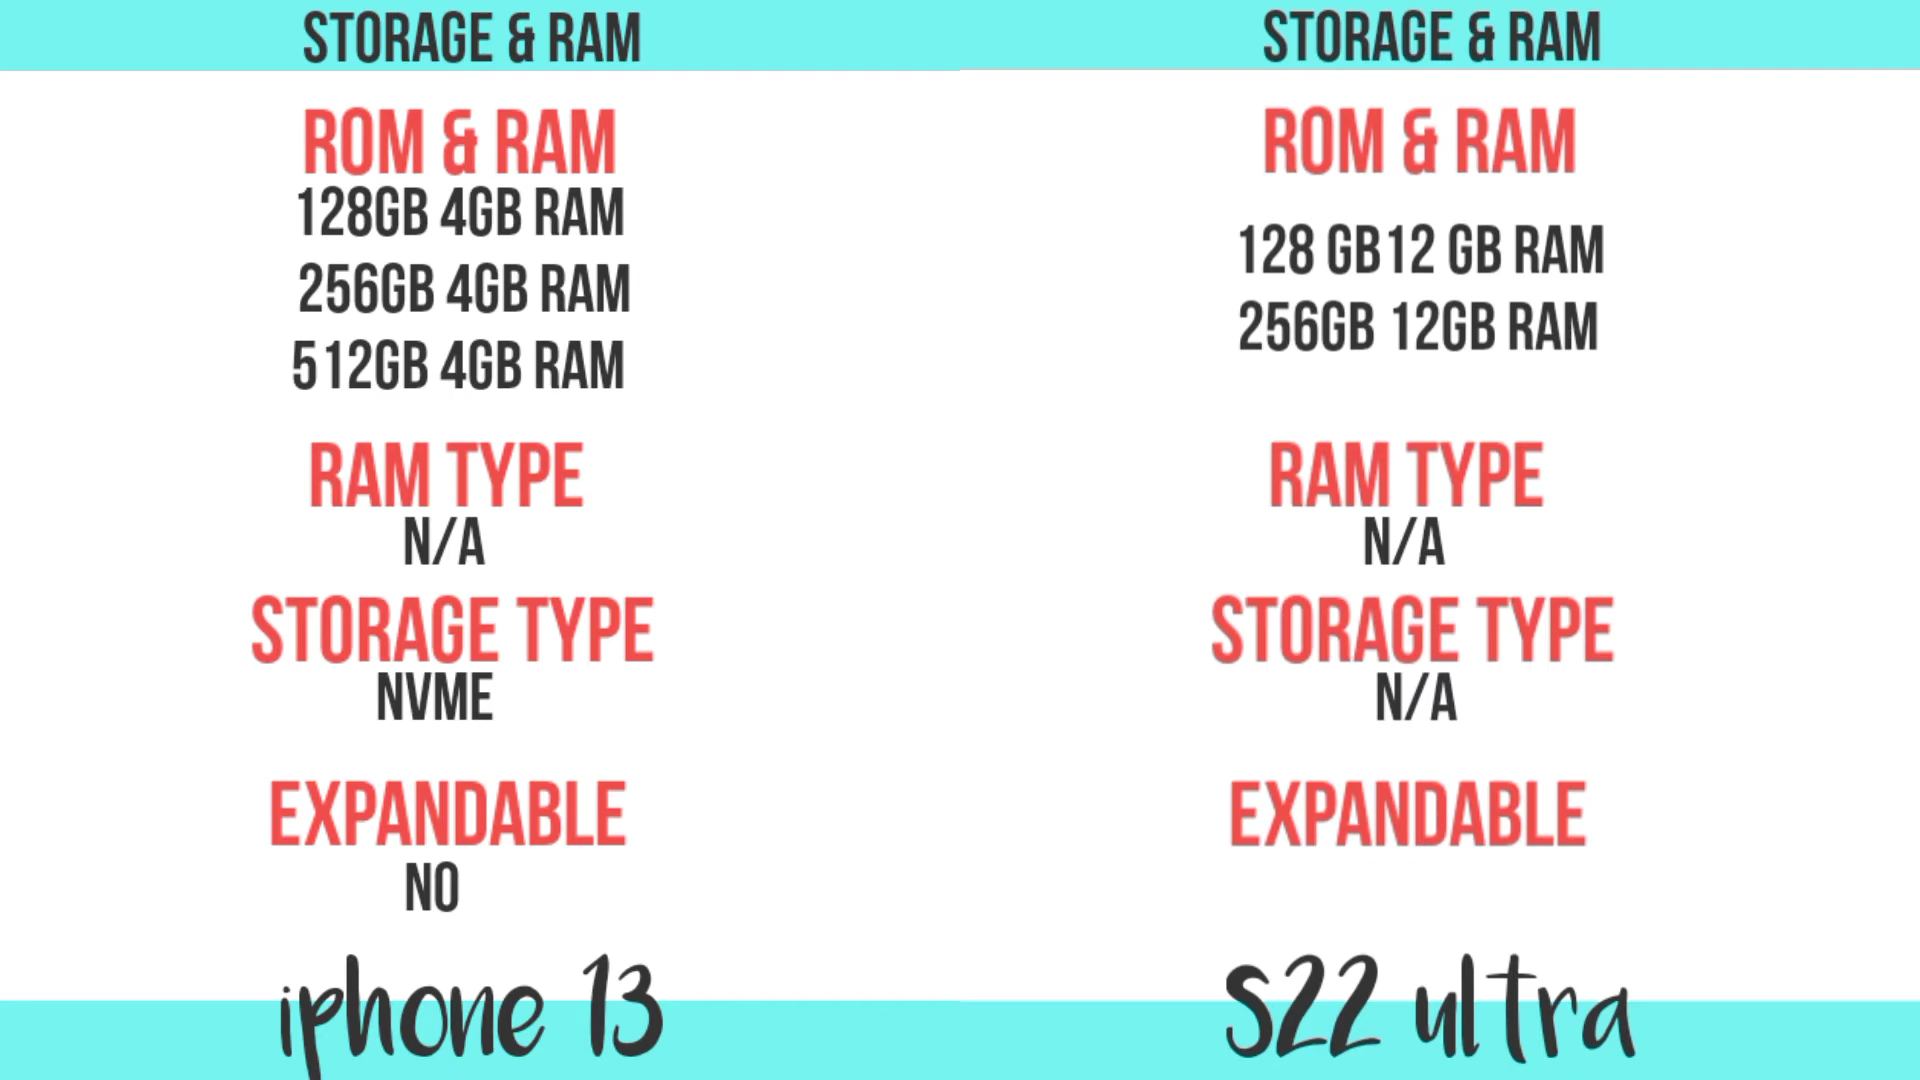 STORAGE & RAM
ROM & RAM
128GB 4GB RAM
256GB 4GB RAM
512GB 4GB RAM
RAM TYPE
N/A
STORAGE TYPE
NVME
EXPANDABLE
NO
iphone 13
STORAGE & RAM
ROM & RAM
128 GB12 GB RAM
256GB 12GB RAM
RAM TYPE
N/A
STORAGE TYPE
N/A
EXPANDABLE
S22 ultra